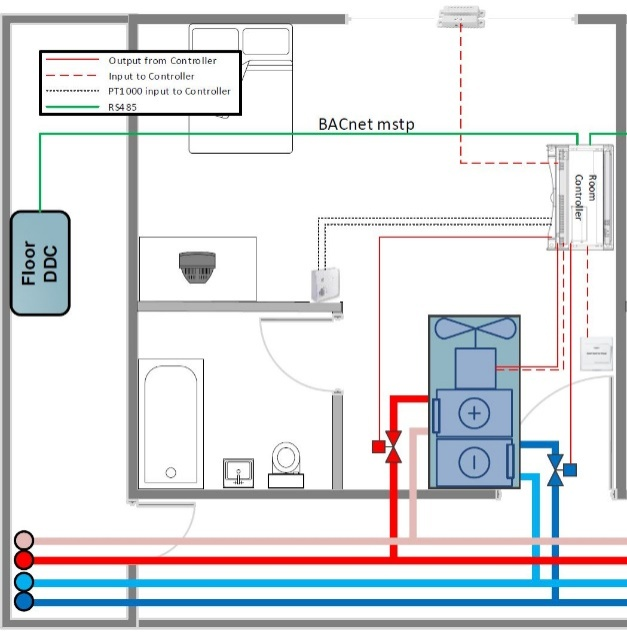 Output from Controller
Input to Controller
PT1000 input to Controller
RS485
BACnet mstp
Room
Controller
Floor
DDC
+
−